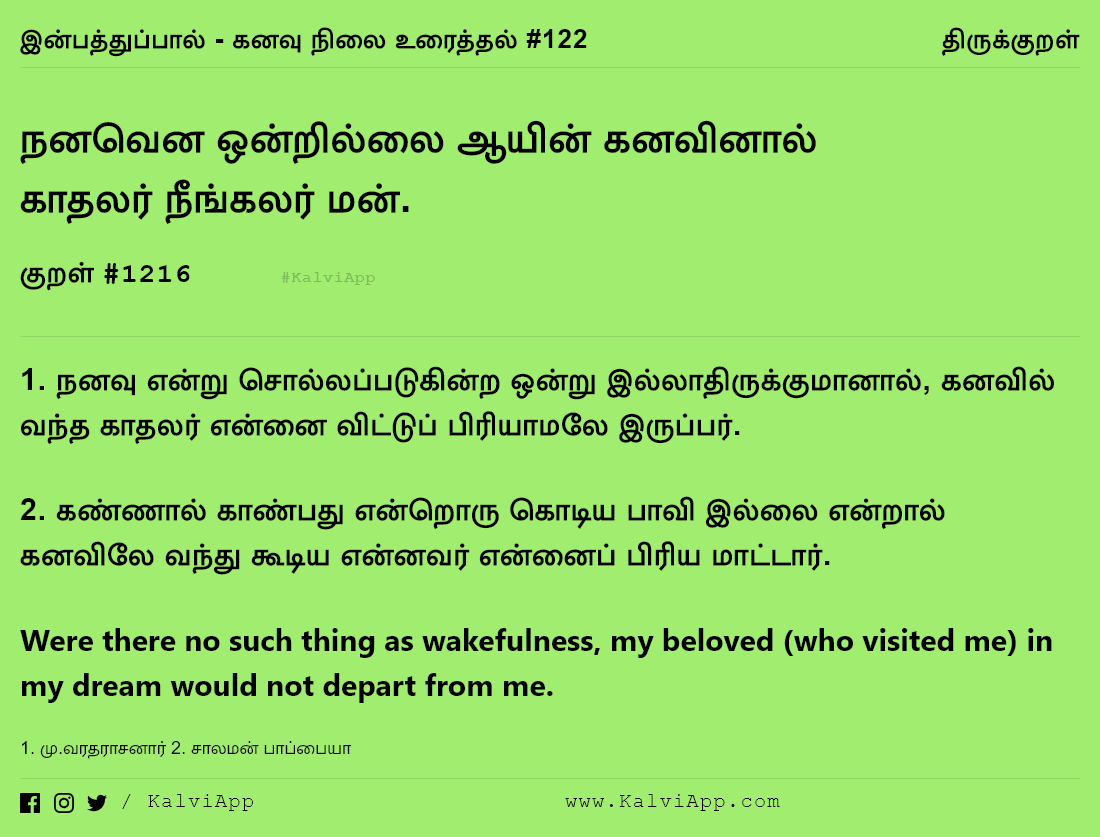 இன்பத்துப்பால் - கனவு நிலை உரைத்தல் #122 திருக்குறள்
நனவென ஒன்றில்லை ஆயின் கனவினால்
காதலர் நீங்கலர் மன்.
குறள் #1216 #KalviApp
1. நனவு என்று சொல்லப்படுகின்ற ஒன்று இல்லாதிருக்குமானால், கனவில்
வந்த காதலர் என்னை விட்டுப் பிரியாமலே இருப்பர்.
2. கண்ணால் காண்பது என்றொரு கொடிய பாவி இல்லை என்றால்
கனவிலே வந்து கூடிய என்னவர் என்னைப் பிரிய மாட்டார்.
Were there no such thing as wakefulness, my beloved (who visited me) in
my dream would not depart from me.
1. மு.வரதராசனார் 2. சாலமன் பாப்பையா
/ KalviApp www.KalviApp.com